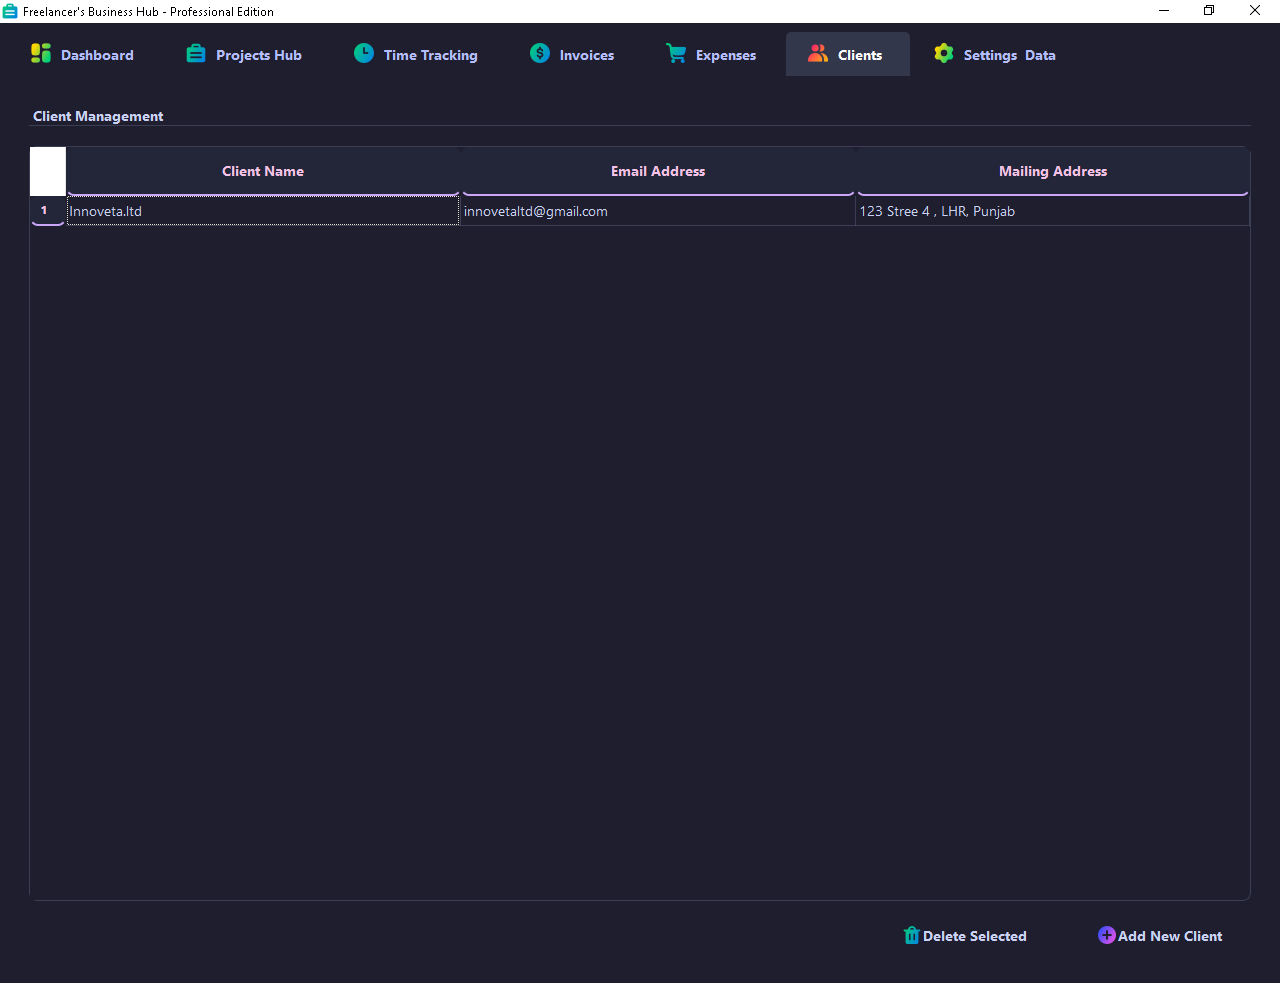 Freelancer's Business Hub - Professional Edition
Dashboard Projects Hub Time Tracking Invoices Expenses Clients Settings Data
Client Management
Client Name Email Address Mailing Address
1 Innoveta.ltd innovetaltd@gmail.com 123 Stree 4 , LHR, Punjab
Delete Selected Add New Client